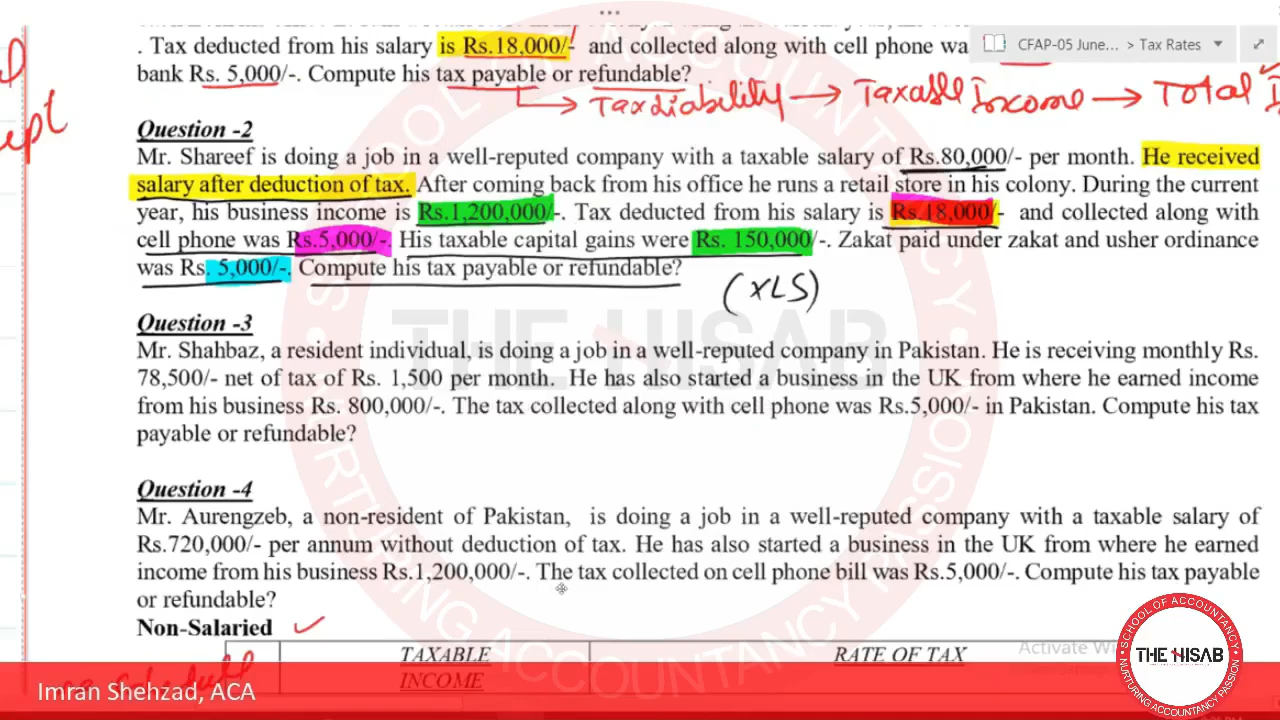 . Tax deducted from his salary is Rs.18,000/- and collected along with cell phone wa
CFAP-05 June... > Tax Rates
bank Rs. 5,000/-. Compute his tax payable or refundable?
→ Tax Liability → Taxable Income → Total
Question -2
Mr. Shareef is doing a job in a well-reputed company with a taxable salary of Rs.80,000/- per month. He received
salary after deduction of tax. After coming back from his office he runs a retail store in his colony. During the current
year, his business income is Rs.1,200,000/-. Tax deducted from his salary is Rs.18,000/- and collected along with
cell phone was Rs.5,000/-. His taxable capital gains were Rs. 150,000/-. Zakat paid under zakat and usher ordinance
was Rs. 5,000/-. Compute his tax payable or refundable?
(XLS)
Question -3
Mr. Shahbaz, a resident individual, is doing a job in a well-reputed company in Pakistan. He is receiving monthly Rs.
78,500/- net of tax of Rs. 1,500 per month. He has also started a business in the UK from where he earned income
from his business Rs. 800,000/-. The tax collected along with cell phone was Rs.5,000/- in Pakistan. Compute his tax
payable or refundable?
Question -4
Mr. Aurengzeb, a non-resident of Pakistan, is doing a job in a well-reputed company with a taxable salary of
Rs.720,000/- per annum without deduction of tax. He has also started a business in the UK from where he earned
income from his business Rs.1,200,000/-. The tax collected on cell phone bill was Rs.5,000/-. Compute his tax payable
or refundable?
Non-Salaried
TAXABLE INCOME
RATE OF TAX
Activate Wi
THE HISAB
SCHOOL OF ACCOUNTANCY
NURTURING ACCOUNTANCY PASSION
THE HISAB
SCHOOL OF ACCOUNTANCY
NURTURING ACCOUNTANCY PASSION
Imran Shehzad, ACA